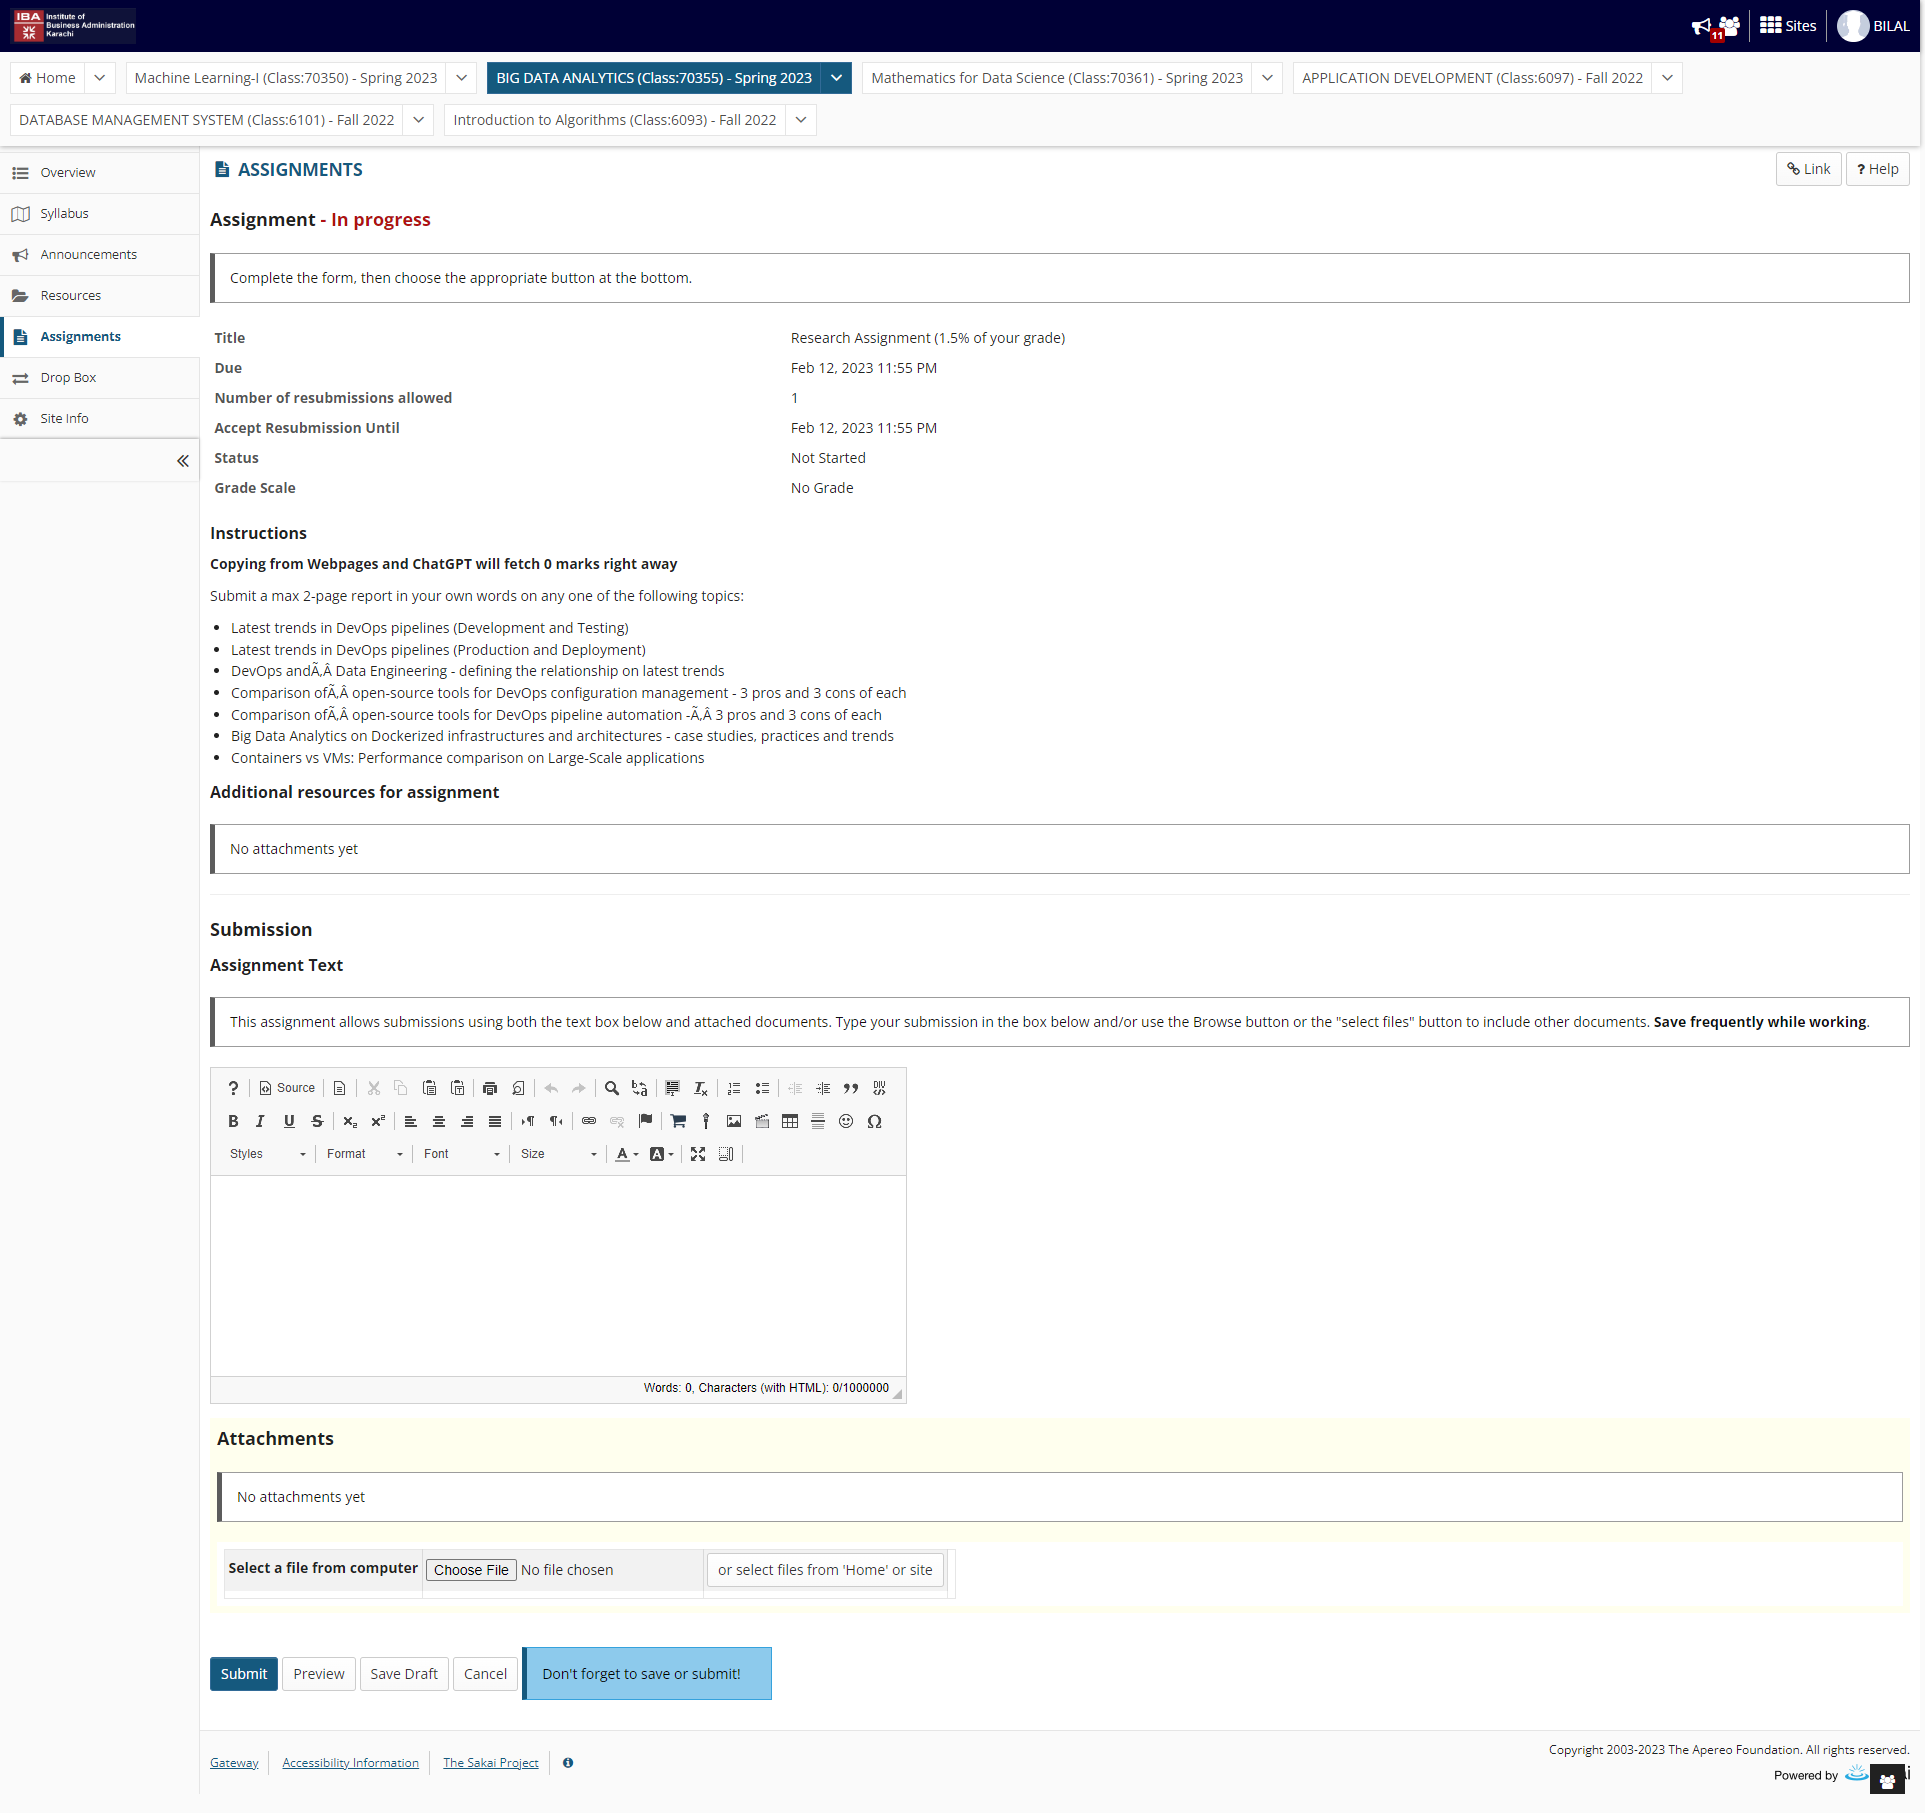 IBA Institute of
Business Administration
Karachi
11 Sites BILAL
Home Machine Learning-I (Class:70350) - Spring 2023 BIG DATA ANALYTICS (Class:70355) - Spring 2023 Mathematics for Data Science (Class:70361) - Spring 2023 APPLICATION DEVELOPMENT (Class:6097) - Fall 2022
DATABASE MANAGEMENT SYSTEM (Class:6101) - Fall 2022 Introduction to Algorithms (Class:6093) - Fall 2022
Overview
Syllabus
Announcements
Resources
Assignments
Drop Box
Site Info
ASSIGNMENTS
Link ? Help
Assignment - In progress
Complete the form, then choose the appropriate button at the bottom.
Title Research Assignment (1.5% of your grade)
Due Feb 12, 2023 11:55 PM
Number of resubmissions allowed 1
Accept Resubmission Until Feb 12, 2023 11:55 PM
Status Not Started
Grade Scale No Grade
Instructions
Copying from Webpages and ChatGPT will fetch 0 marks right away
Submit a max 2-page report in your own words on any one of the following topics:
• Latest trends in DevOps pipelines (Development and Testing)
• Latest trends in DevOps pipelines (Production and Deployment)
• DevOps andÃ‚Â Data Engineering - defining the relationship on latest trends
• Comparison ofÃ‚Â open-source tools for DevOps configuration management - 3 pros and 3 cons of each
• Comparison ofÃ‚Â open-source tools for DevOps pipeline automation -Ã‚Â 3 pros and 3 cons of each
• Big Data Analytics on Dockerized infrastructures and architectures - case studies, practices and trends
• Containers vs VMs: Performance comparison on Large-Scale applications
Additional resources for assignment
No attachments yet
Submission
Assignment Text
This assignment allows submissions using both the text box below and attached documents. Type your submission in the box below and/or use the Browse button or the "select files" button to include other documents. Save frequently while working.
? Source
B I U S
Styles Format Font Size A A
Words: 0, Characters (with HTML): 0/1000000
Attachments
No attachments yet
Select a file from computer Choose File No file chosen or select files from 'Home' or site
Submit Preview Save Draft Cancel Don't forget to save or submit!
Gateway Accessibility Information The Sakai Project
Copyright 2003-2023 The Apereo Foundation. All rights reserved.
Powered by